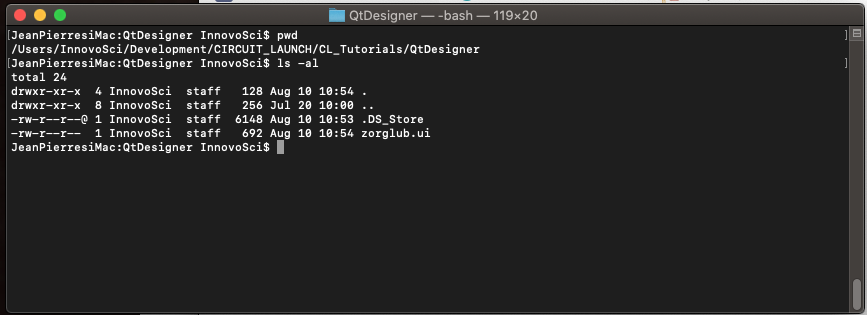 QtDesigner — -bash — 119×20
[JeanPierresiMac:QtDesigner InnovoSci$ pwd ]
/Users/InnovoSci/Development/CIRCUIT_LAUNCH/CL_Tutorials/QtDesigner
[JeanPierresiMac:QtDesigner InnovoSci$ ls -al ]
total 24
drwxr-xr-x  4 InnovoSci  staff   128 Aug 10 10:54 .
drwxr-xr-x  8 InnovoSci  staff   256 Jul 20 10:00 ..
-rw-r--r--@ 1 InnovoSci  staff  6148 Aug 10 10:53 .DS_Store
-rw-r--r--  1 InnovoSci  staff   692 Aug 10 10:54 zorglub.ui
JeanPierresiMac:QtDesigner InnovoSci$